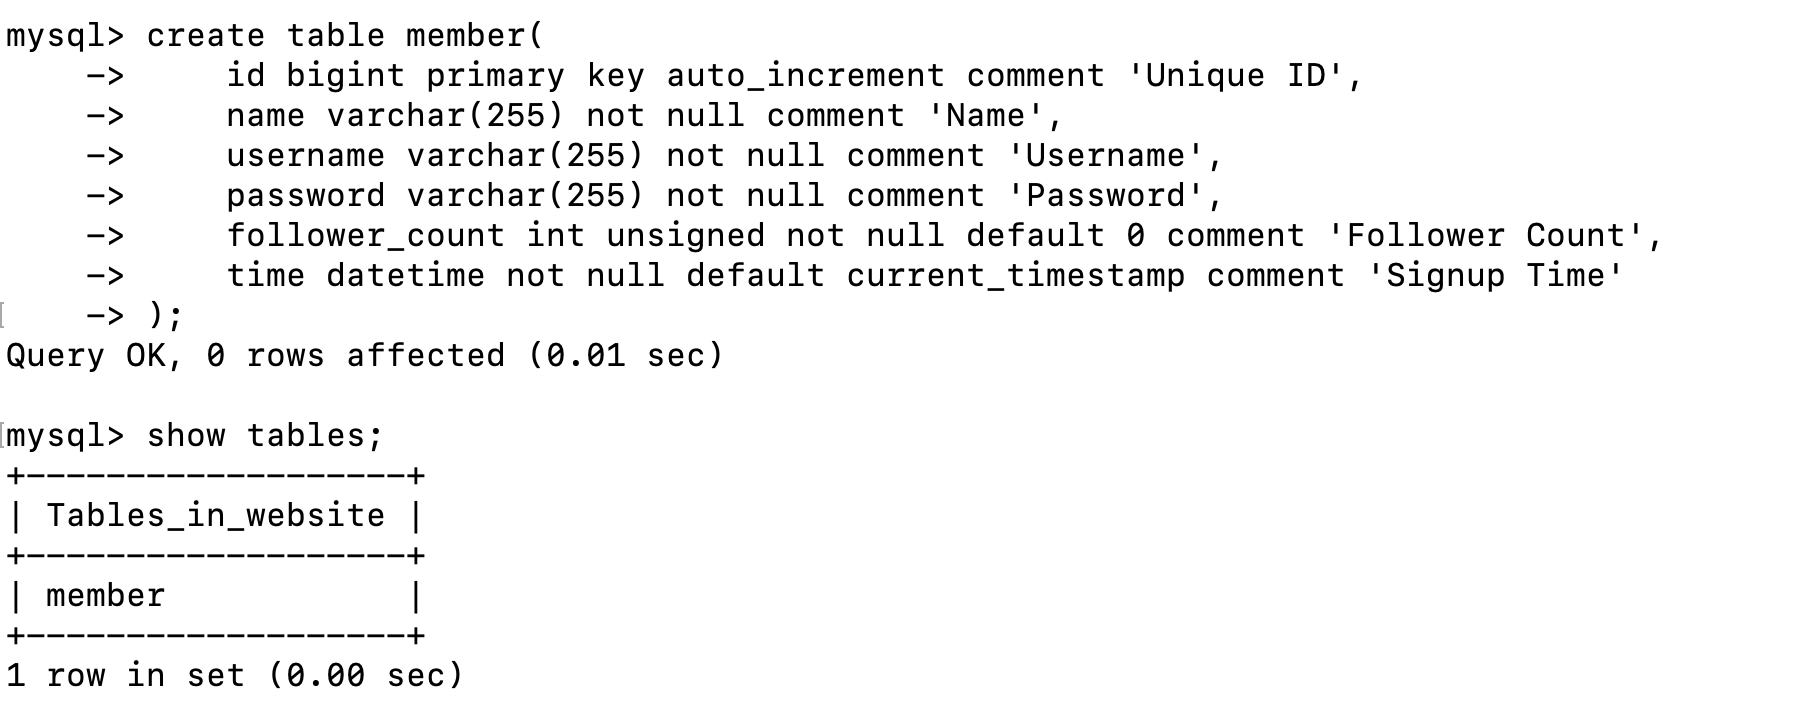 mysql> create table member(
    ->     id bigint primary key auto_increment comment 'Unique ID',
    ->     name varchar(255) not null comment 'Name',
    ->     username varchar(255) not null comment 'Username',
    ->     password varchar(255) not null comment 'Password',
    ->     follower_count int unsigned not null default 0 comment 'Follower Count',
    ->     time datetime not null default current_timestamp comment 'Signup Time'
    -> );
Query OK, 0 rows affected (0.01 sec)
mysql> show tables;
+-------------------+
| Tables_in_website |
+-------------------+
| member            |
+-------------------+
1 row in set (0.00 sec)